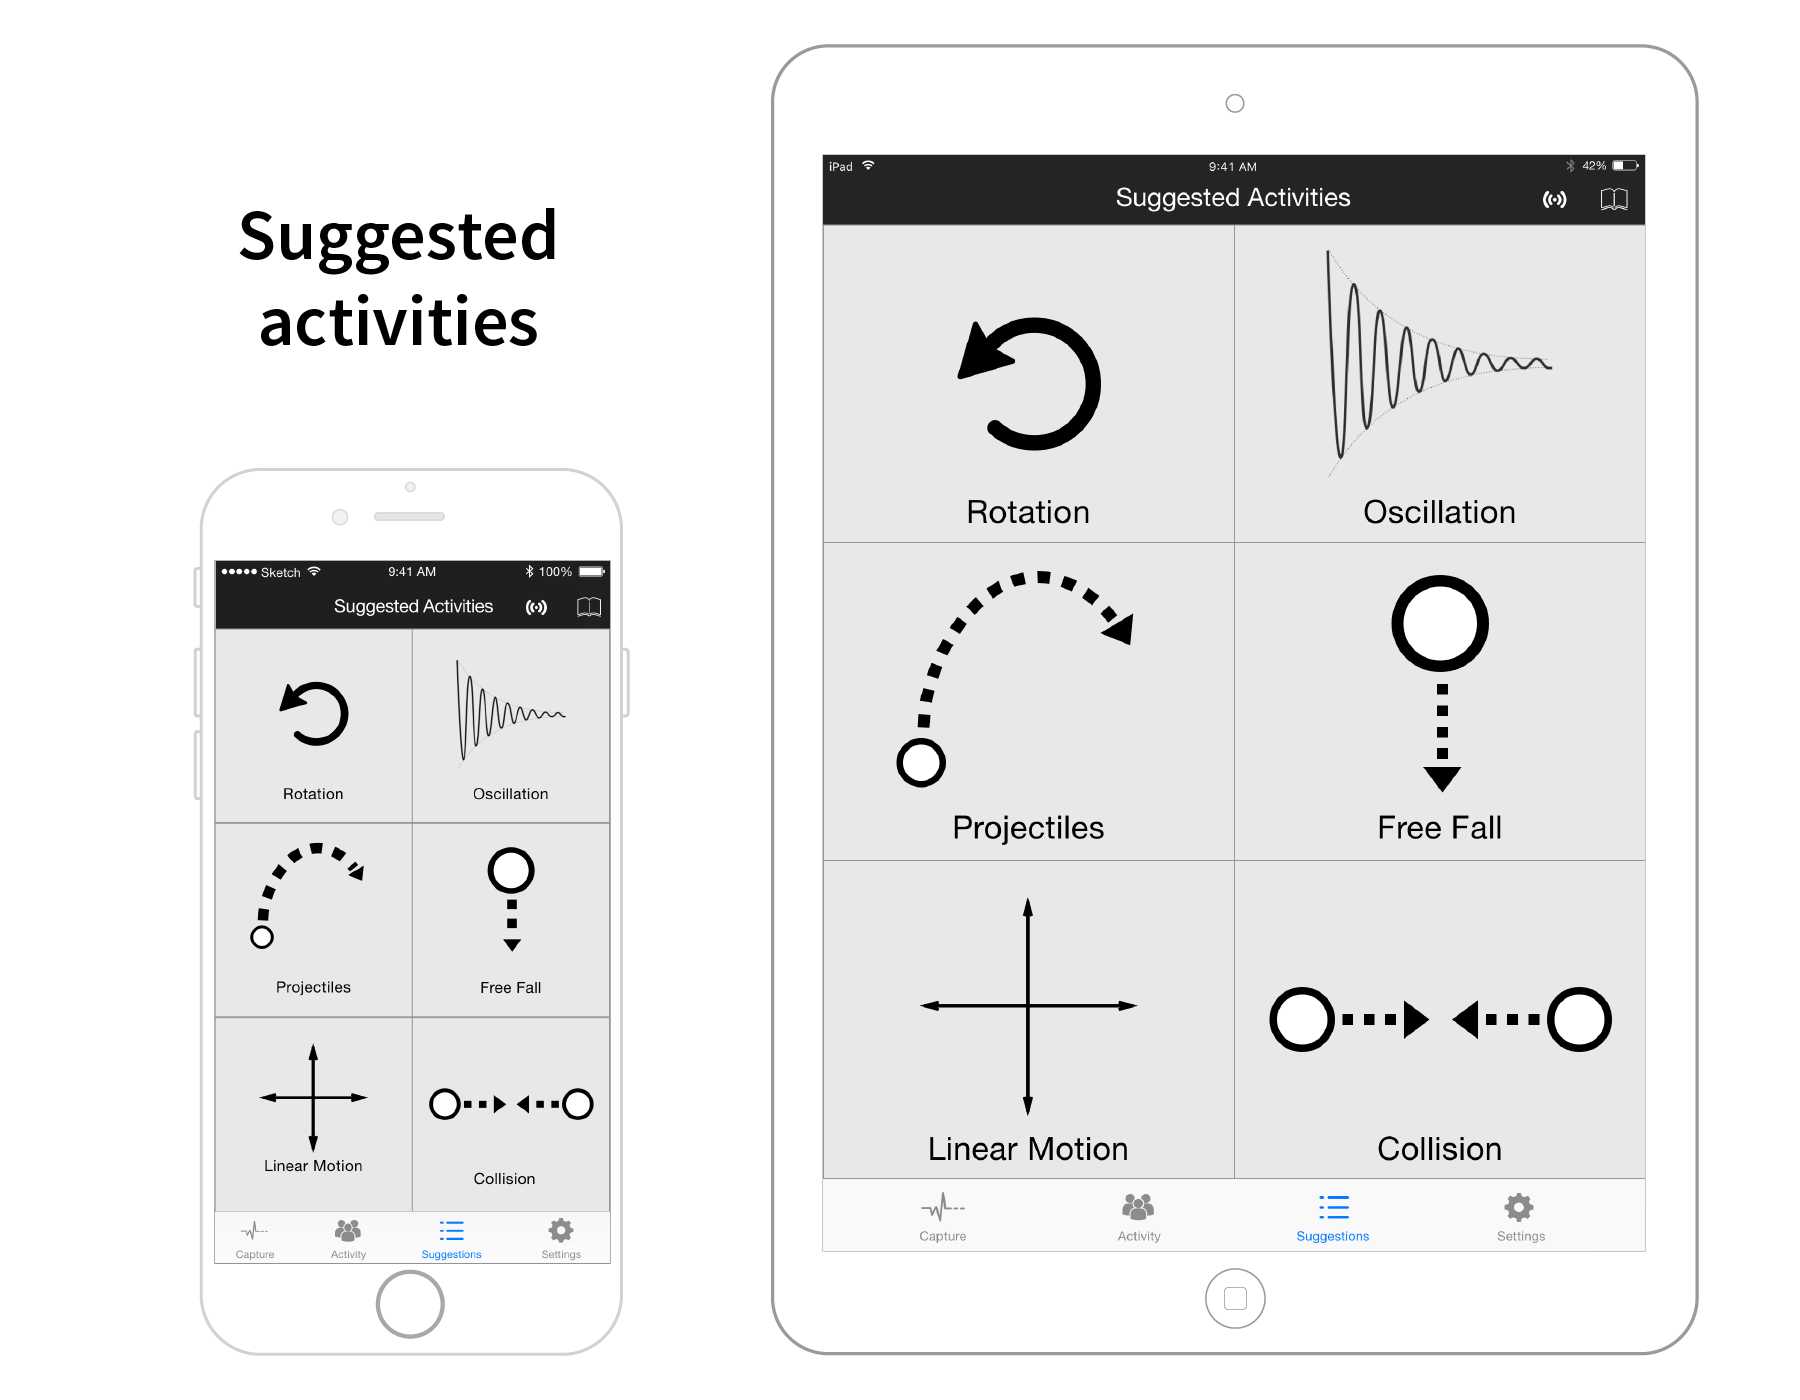 Suggested
activities
Sketch 9:41 AM 100%
Suggested Activities
Rotation Oscillation
Projectiles Free Fall
Linear Motion Collision
Capture Activity Suggestions Settings
iPad 9:41 AM 42%
Suggested Activities
Rotation Oscillation
Projectiles Free Fall
Linear Motion Collision
Capture Activity Suggestions Settings